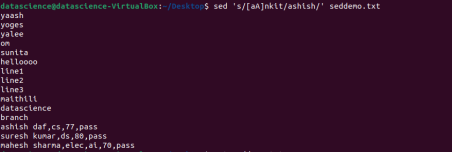 datascience@datascience-VirtualBox:~/Desktop$ sed 's/[aA]nkit/ashish/' seddemo.txt
yaash
yoges
yalee
om
sunita
helloooo
line1
line2
line3
maithili
datascience
branch
ashish daf,cs,77,pass
suresh kumar,ds,80,pass
mahesh sharma,elec,ai,70,pass